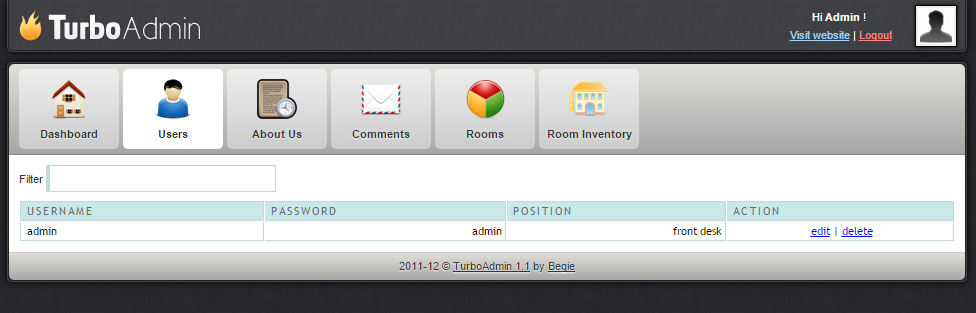 TurboAdmin
Hi Admin !
Visit website | Logout
Dashboard
Users
About Us
Comments
Rooms
Room Inventory
Filter
USERNAME PASSWORD POSITION ACTION
admin admin front desk edit | delete
2011-12 © TurboAdmin 1.1 by Begie